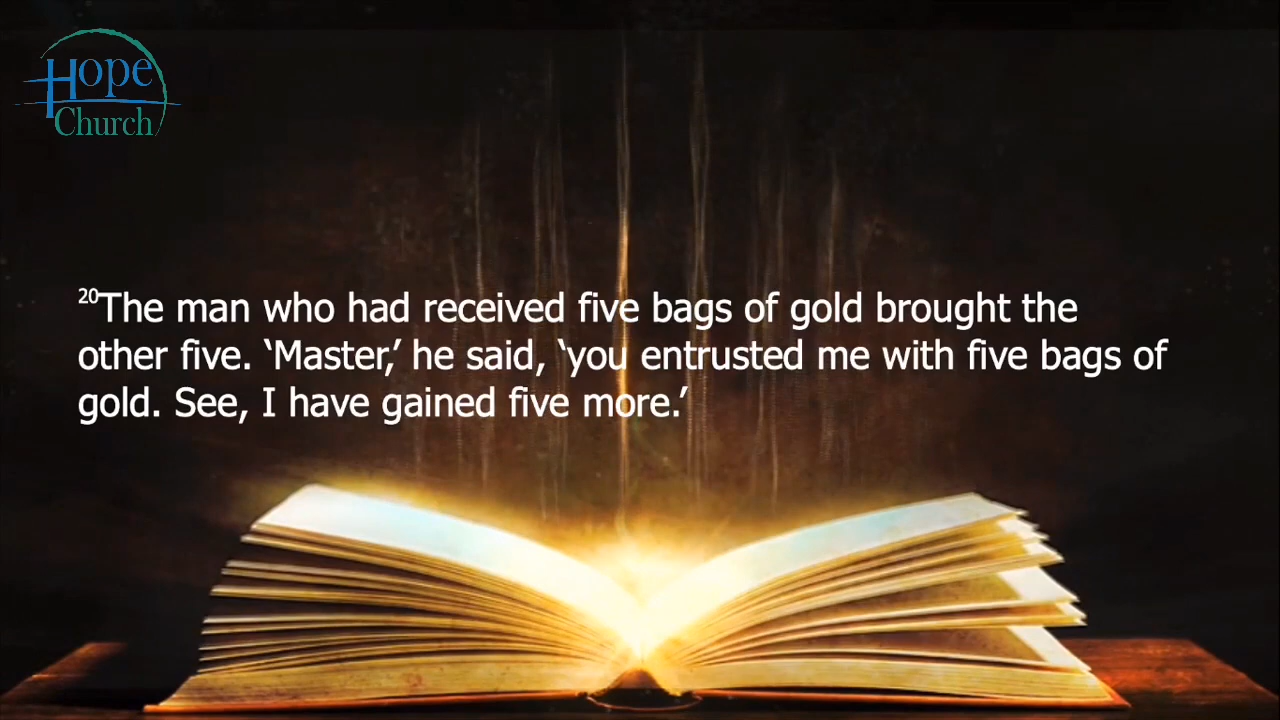 Hope
Church
20The man who had received five bags of gold brought the
other five. ‘Master,’ he said, ‘you entrusted me with five bags of
gold. See, I have gained five more.’